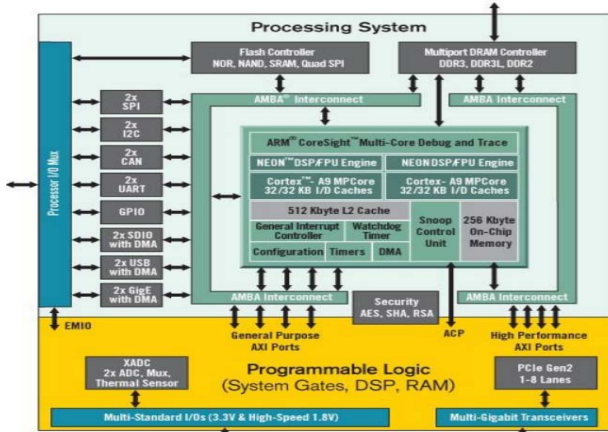 Processing System
Flash Controller
NOR, NAND, SRAM, Quad SPI
Multiport DRAM Controller
DDR3, DDR3L, DDR2
Processor I/O Mux
2x
SPI
2x
I2C
2x
CAN
2x
UART
GPIO
2x SDIO
with DMA
2x USB
with DMA
2x GigE
with DMA
EMIO
AMBA™ Interconnect
AMBA Interconnect
ARM® CoreSight™ Multi-Core Debug and Trace
NEON™ DSP/FPU Engine
NEON DSP/FPU Engine
Cortex™- A9 MPCore
32/32 KB I/D Caches
Cortex- A9 MPCore
32/32 KB I/D Caches
512 Kbyte L2 Cache
General Interrupt
Controller
Watchdog
Timer
Configuration
Timers
DMA
Snoop
Control
Unit
256 Kbyte
On-Chip
Memory
AMBA Interconnect
Security
AES, SHA, RSA
AMBA Interconnect
General Purpose
AXI Ports
ACP
High Performance
AXI Ports
XADC
2x ADC, Mux,
Thermal Sensor
Programmable Logic
(System Gates, DSP, RAM)
PCIe Gen2
1-8 Lanes
Multi-Standard I/Os (3.3V & High-Speed 1.8V)
Multi-Gigabit Transceivers